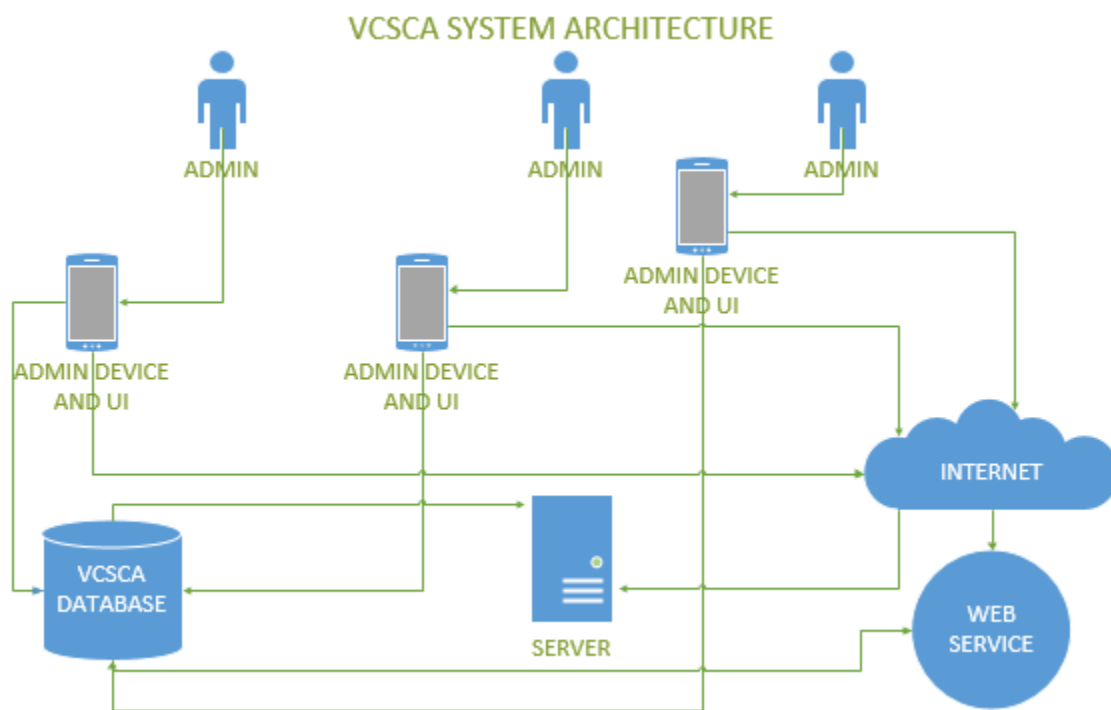 VCSCA SYSTEM ARCHITECTURE
ADMIN
ADMIN
ADMIN
ADMIN DEVICE
AND UI
ADMIN DEVICE
AND UI
ADMIN DEVICE
AND UI
INTERNET
VCSCA
DATABASE
SERVER
WEB
SERVICE